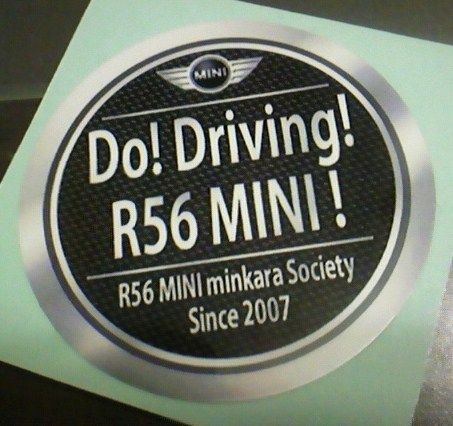 MINI
Do! Driving!
R56 MINI !
R56 MINI minkara Society
Since 2007